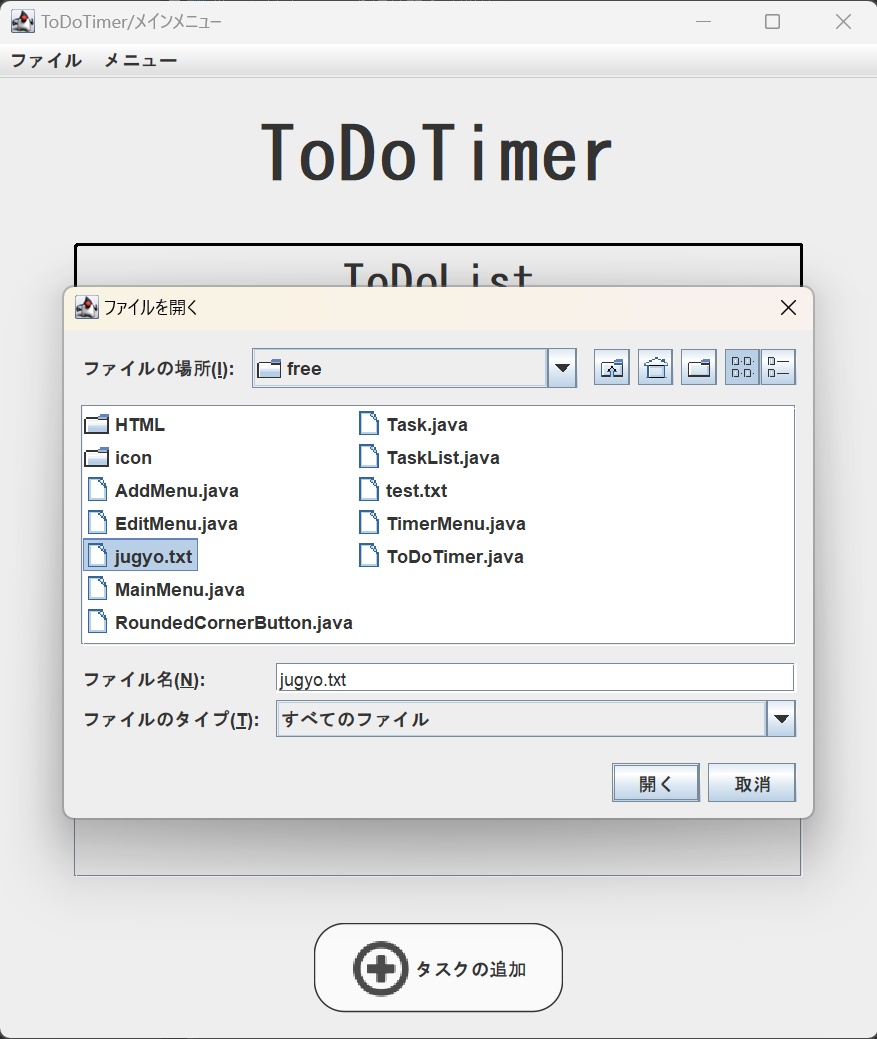 ToDoTimer/メインメニュー
ファイル メニュー
ToDoTimer
ToDoList
ファイルを開く
ファイルの場所(I): free
HTML
icon
AddMenu.java
EditMenu.java
jugyo.txt
MainMenu.java
RoundedCornerButton.java
Task.java
TaskList.java
test.txt
TimerMenu.java
ToDoTimer.java
ファイル名(N): jugyo.txt
ファイルのタイプ(T): すべてのファイル
開く 取消
タスクの追加